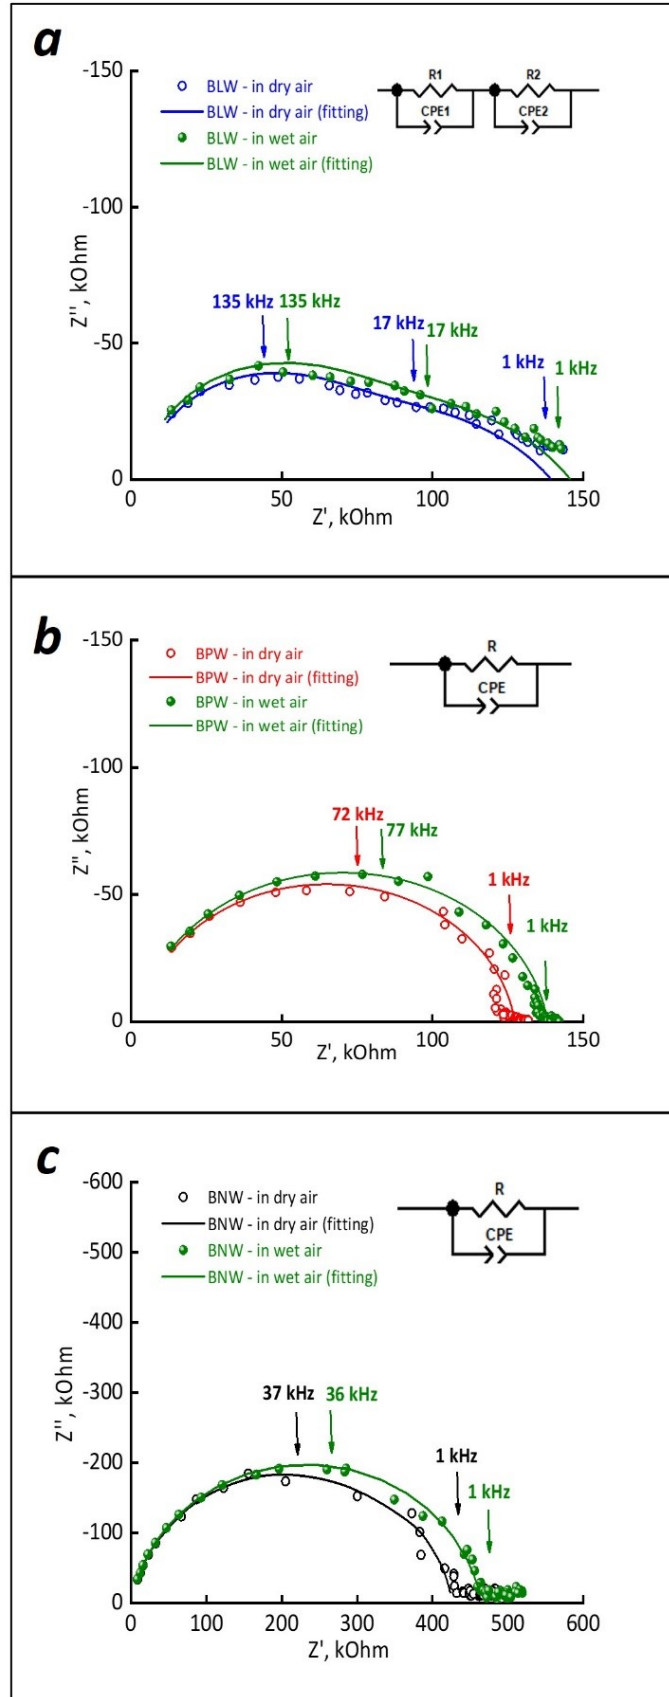 a
-150
-100
-50
0
Z'', kOhm
BLW - in dry air
BLW - in dry air (fitting)
BLW - in wet air
BLW - in wet air (fitting)
R1 R2
CPE1 CPE2
135 kHz 135 kHz
17 kHz 17 kHz
1 kHz 1 kHz
0 50 100 150
Z', kOhm
b
-150
-100
-50
0
Z'', kOhm
BPW - in dry air
BPW - in dry air (fitting)
BPW - in wet air
BPW - in wet air (fitting)
R
CPE
72 kHz
77 kHz
1 kHz
1 kHz
0 50 100 150
Z', kOhm
c
-600
-500
-400
-300
-200
-100
0
Z'', kOhm
BNW - in dry air
BNW - in dry air (fitting)
BNW - in wet air
BNW - in wet air (fitting)
R
CPE
37 kHz 36 kHz
1 kHz
1 kHz
0 100 200 300 400 500 600
Z', kOhm